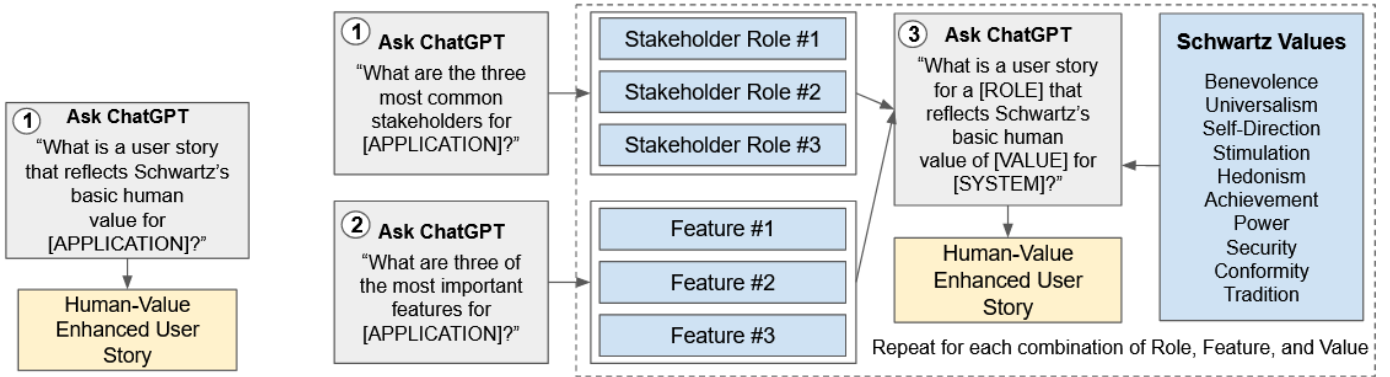 1
Ask ChatGPT
“What is a user story
that reflects Schwartz's
basic human
value for
[APPLICATION]?”
Human-Value
Enhanced User
Story
1
Ask ChatGPT
“What are the three
most common
stakeholders for
[APPLICATION]?”
Stakeholder Role #1
Stakeholder Role #2
Stakeholder Role #3
2
Ask ChatGPT
“What are three of
the most important
features for
[APPLICATION]?”
Feature #1
Feature #2
Feature #3
3
Ask ChatGPT
“What is a user story
for a [ROLE] that
reflects Schwartz's
basic human
value of [VALUE] for
[SYSTEM]?”
Human-Value
Enhanced User
Story
Schwartz Values
Benevolence
Universalism
Self-Direction
Stimulation
Hedonism
Achievement
Power
Security
Conformity
Tradition
Repeat for each combination of Role, Feature, and Value